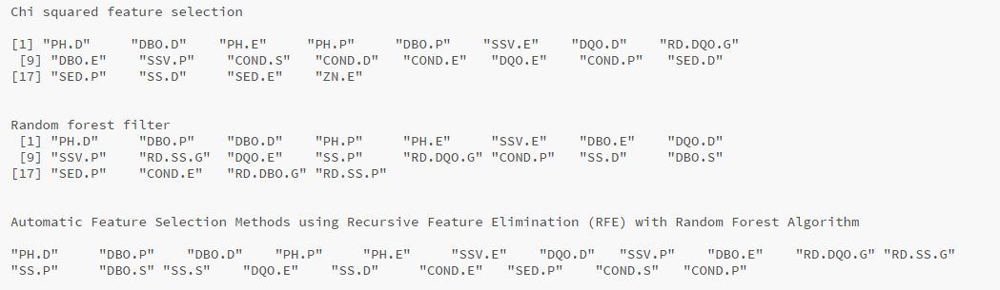 Chi squared feature selection
[1] "PH.D" "DBO.D" "PH.E" "PH.P" "DBO.P" "SSV.E" "DQO.D" "RD.DQO.G"
[9] "DBO.E" "SSV.P" "COND.S" "COND.D" "COND.E" "DQO.E" "COND.P" "SED.D"
[17] "SED.P" "SS.D" "SED.E" "ZN.E"
Random forest filter
[1] "PH.D" "DBO.P" "DBO.D" "PH.P" "PH.E" "SSV.E" "DBO.E" "DQO.D"
[9] "SSV.P" "RD.SS.G" "DQO.E" "SS.P" "RD.DQO.G" "COND.P" "SS.D" "DBO.S"
[17] "SED.P" "COND.E" "RD.DBO.G" "RD.SS.P"
Automatic Feature Selection Methods using Recursive Feature Elimination (RFE) with Random Forest Algorithm
"PH.D" "DBO.P" "DBO.D" "PH.P" "PH.E" "SSV.E" "DQO.D" "SSV.P" "DBO.E" "RD.DQO.G" "RD.SS.G"
"SS.P" "DBO.S" "SS.S" "DQO.E" "SS.D" "COND.E" "SED.P" "COND.S" "COND.P"